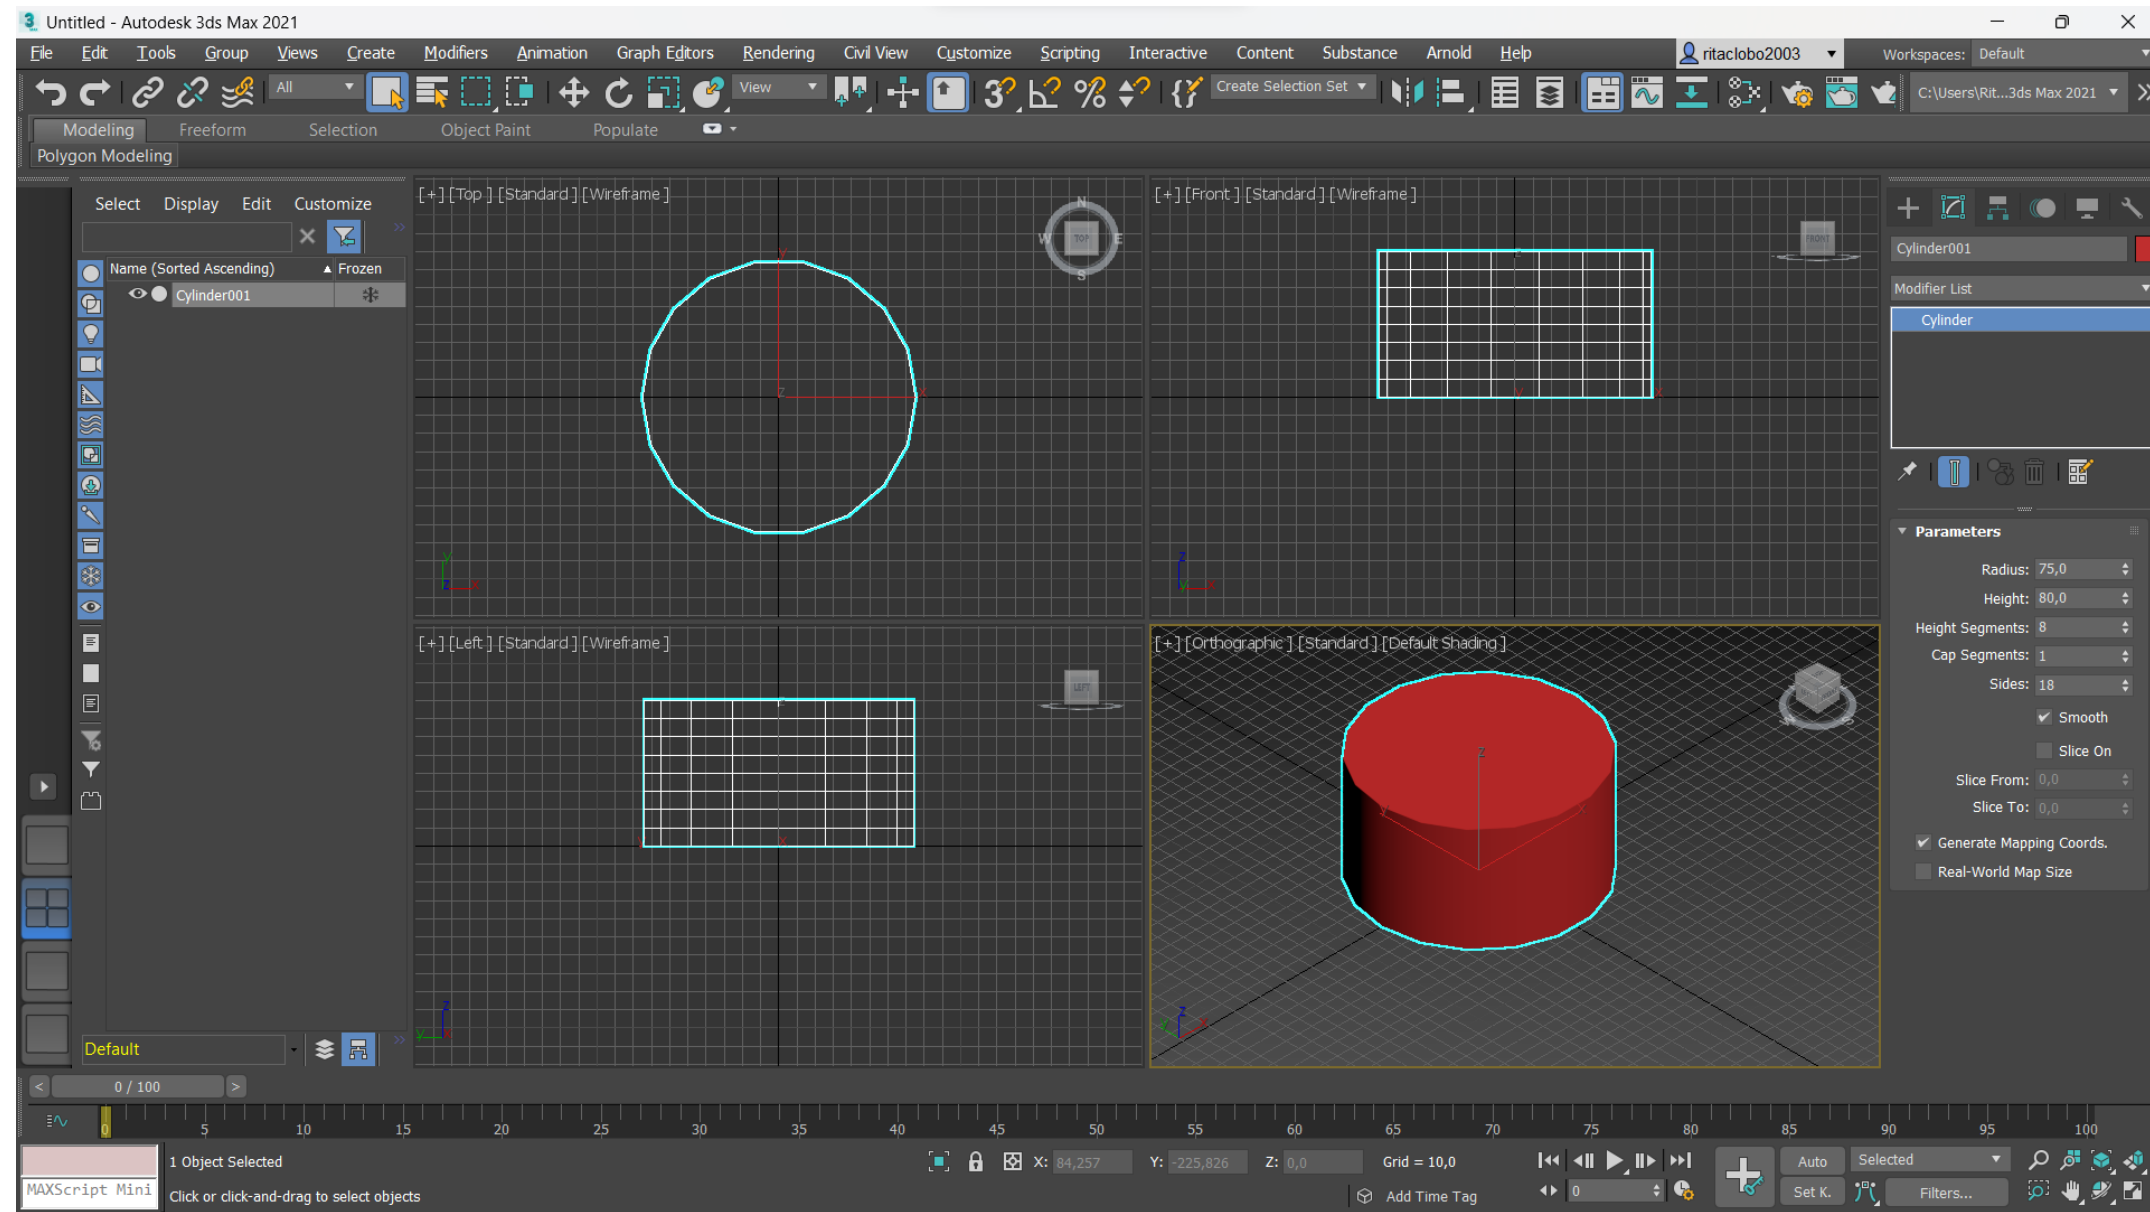 Untitled - Autodesk 3ds Max 2021
File Edit Tools Group Views Create Modifiers Animation Graph Editors Rendering Civil View Customize Scripting Interactive Content Substance Arnold Help ritaclobo2003 Workspaces: Default
All View Create Selection Set C:\Users\Rit...3ds Max 2021
Modeling Freeform Selection Object Paint Populate
Polygon Modeling
Select Display Edit Customize
Name (Sorted Ascending) Frozen
Cylinder001
Default
[+] [Top ] [Standard ] [Wireframe ]
N
W TOP E
S
y
z x
y
z x
[+] [Front ] [Standard ] [Wireframe ]
FRONT
z
y x
z
y x
[+] [Left ] [Standard ] [Wireframe ]
LEFT
z
y x
z
y x
[+] [Orthographic ] [Standard ] [Default Shading ]
W S
z
y x
z
y x
Cylinder001
Modifier List
Cylinder
Parameters
Radius: 75,0
Height: 80,0
Height Segments: 8
Cap Segments: 1
Sides: 18
Smooth
Slice On
Slice From: 0,0
Slice To: 0,0
Generate Mapping Coords.
Real-World Map Size
< 0 / 100 >
0 5 10 15 20 25 30 35 40 45 50 55 60 65 70 75 80 85 90 95 100
1 Object Selected X: 84,257 Y: -225,826 Z: 0,0 Grid = 10,0 Auto Selected
MAXScript Mini Click or click-and-drag to select objects Add Time Tag 0 Set K. Filters...